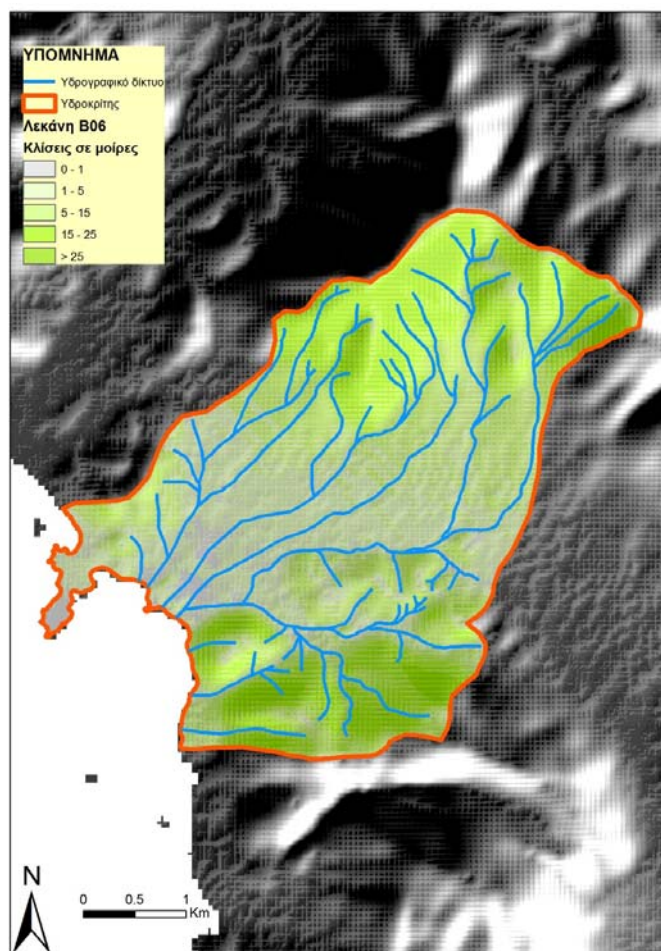 ΥΠΟΜΝΗΜΑ
Υδρογραφικό δίκτυο
Υδροκρίτης
Λεκάνη Β06
Κλίσεις σε μοίρες
0 - 1
1 - 5
5 - 15
15 - 25
> 25
N
0 0.5 1
Km